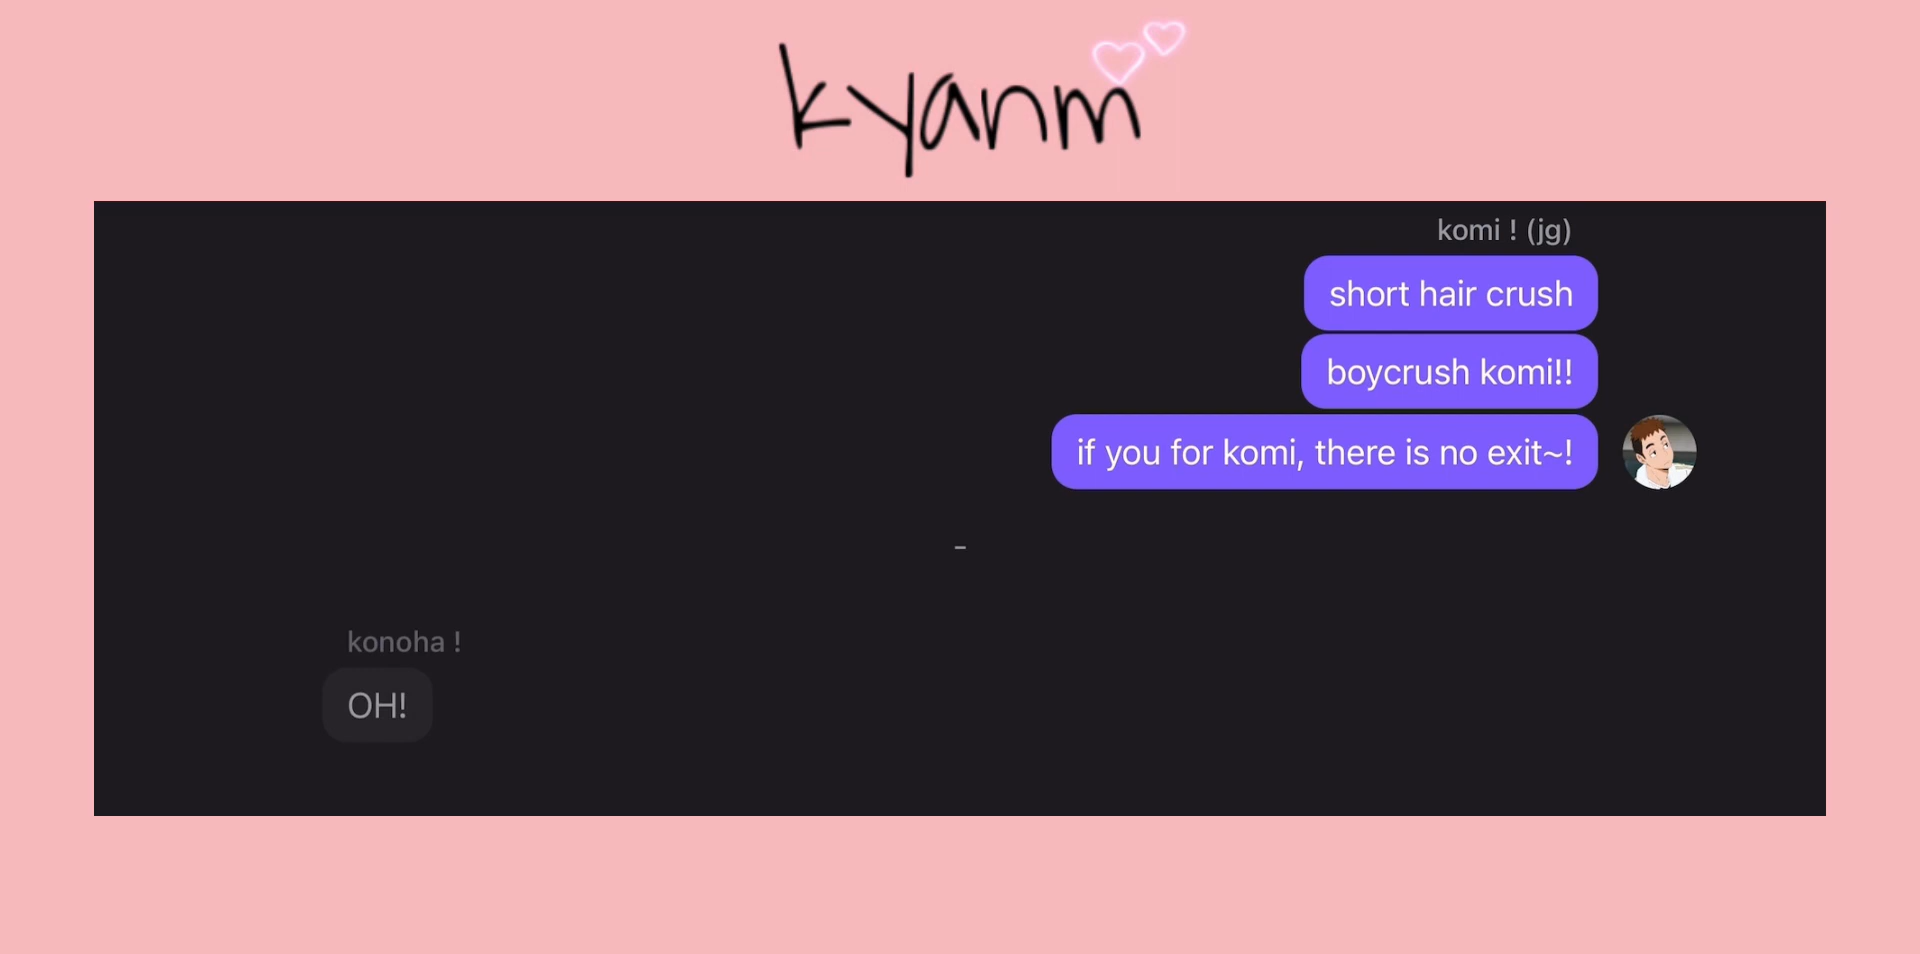 kyanm
komi ! (jg)
short hair crush
boycrush komi!!
if you for komi, there is no exit~!
-
konoha !
OH!